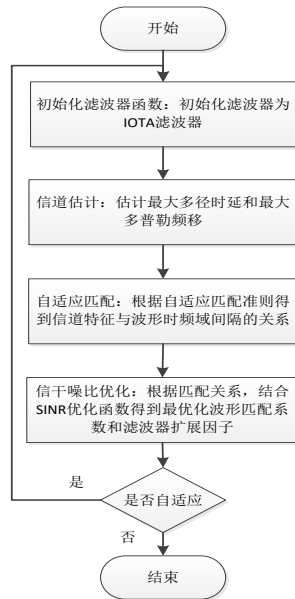 开始
初始化滤波器函数：初始化滤波器为
IOTA滤波器
信道估计：估计最大多径时延和最大
多普勒频移
自适应匹配：根据自适应匹配准则得
到信道特征与波形时频域间隔的关系
信干噪比优化：根据匹配关系，结合
SINR优化函数得到最优化波形匹配系
数和滤波器扩展因子
是
是否自适应
否
结束